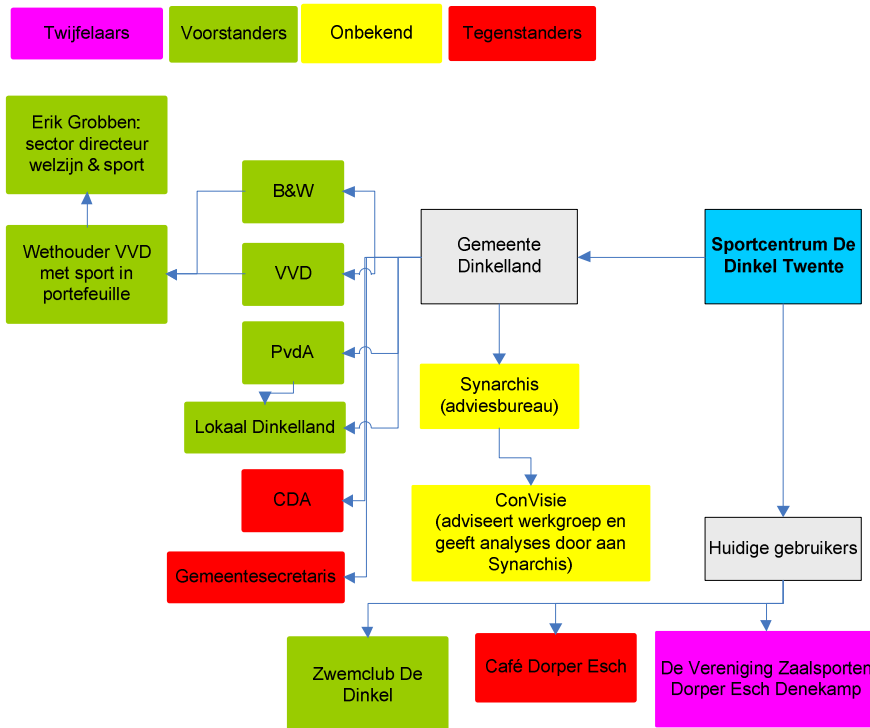 Twijfelaars
Voorstanders
Onbekend
Tegenstanders
Erik Grobben:
sector directeur
welzijn & sport
B&W
Wethouder VVD
met sport in
portefeuille
VVD
Gemeente
Dinkelland
Sportcentrum De
Dinkel Twente
PvdA
Synarchis
(adviesbureau)
Lokaal Dinkelland
CDA
ConVisie
(adviseert werkgroep en
geeft analyses door aan
Synarchis)
Huidige gebruikers
Gemeentesecretaris
Zwemclub De
Dinkel
Café Dorper Esch
De Vereniging Zaalsporten
Dorper Esch Denekamp